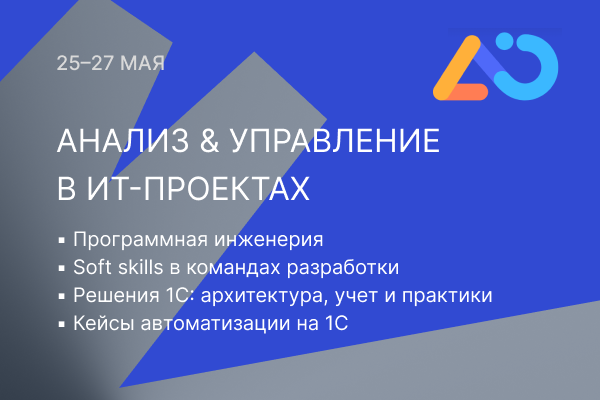 25–27 МАЯ
АНАЛИЗ & УПРАВЛЕНИЕ
В ИТ-ПРОЕКТАХ
▪ Программная инженерия
▪ Soft skills в командах разработки
▪ Решения 1С: архитектура, учет и практики
▪ Кейсы автоматизации на 1С